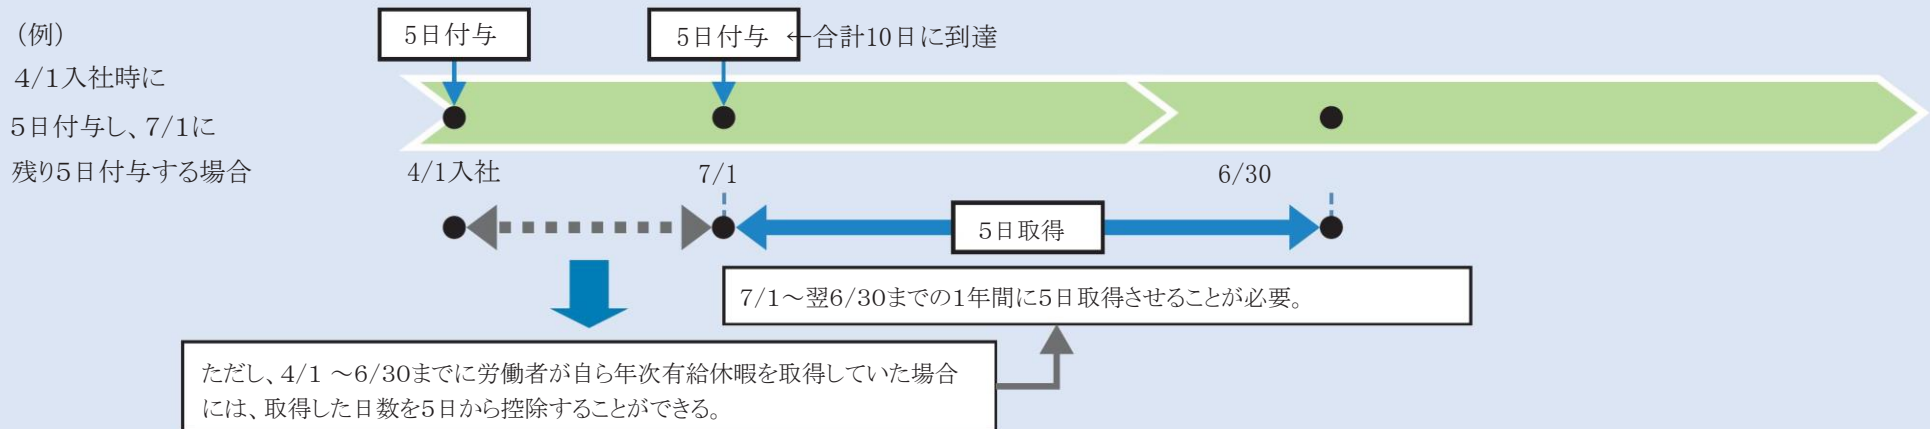 (例)
4/1入社時に
5日付与し、7/1に
残り5日付与する場合
5日付与
5日付与 ←合計10日に到達
4/1入社
7/1
6/30
5日取得
7/1～翌6/30までの1年間に5日取得させることが必要。
ただし、4/1 ～6/30までに労働者が自ら年次有給休暇を取得していた場合
には、取得した日数を5日から控除することができる。